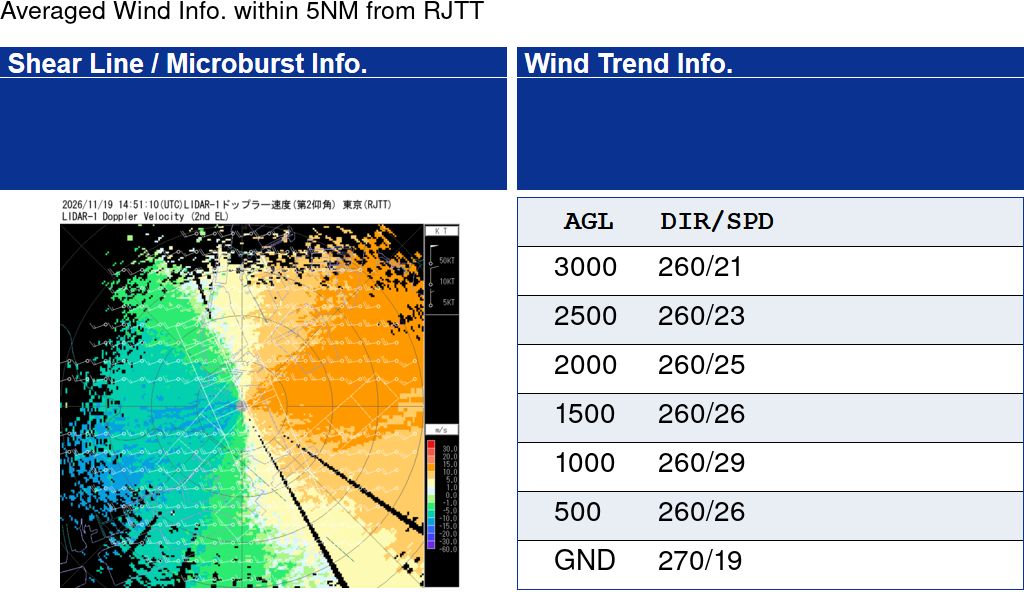 Averaged Wind Info. within 5NM from RJTT
Shear Line / Microburst Info.
Wind Trend Info.
2026/11/19 14:51:10(UTC)LIDAR-1ドップラー速度(第2仰角) 東京(RJTT)
LIDAR-1 Doppler Velocity (2nd EL)
K T
50KT
10KT
5KT
m/s
30.0
20.0
15.0
10.0
5.0
1.0
0.0
-1.0
-5.0
-10.0
-15.0
-20.0
-30.0
-60.0
AGL DIR/SPD
3000 260/21
2500 260/23
2000 260/25
1500 260/26
1000 260/29
500 260/26
GND 270/19